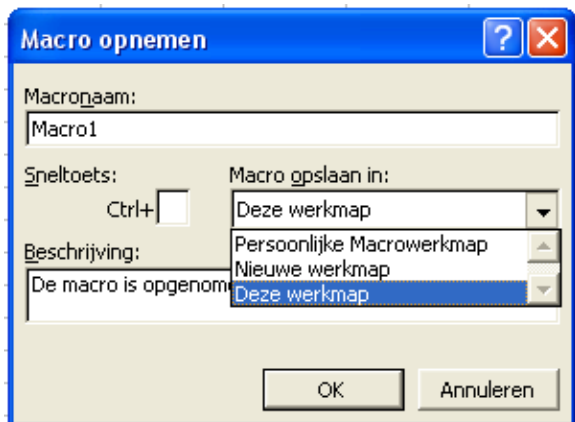 Macro opnemen
Macronaam:
Macro1
Sneltoets:
Macro opslaan in:
Ctrl+
Deze werkmap
Persoonlijke Macrowerkmap
Nieuwe werkmap
Deze werkmap
Beschrijving:
De macro is
OK
Annuleren